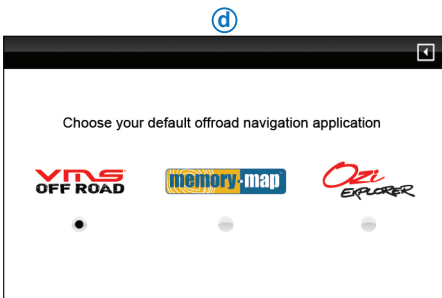 d
Choose your default offroad navigation application
VMS
OFF ROAD
memory-map
Ozi
EXPLORER